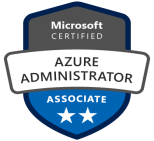 Microsoft
CERTIFIED
AZURE
ADMINISTRATOR
ASSOCIATE